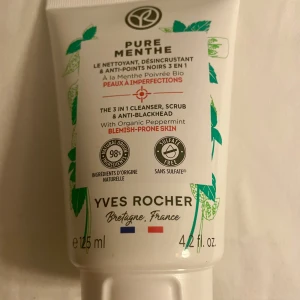 PURE
MENTHE
LE NETTOYANT, DÉSINCRUSTANT
& ANTI-POINTS NOIRS 3 EN 1
À la Menthe Poivrée Bio
PEAUX À IMPERFECTIONS
THE 3 IN 1 CLEANSER, SCRUB
& ANTI-BLACKHEAD
With Organic Peppermint
BLEMISH-PRONE SKIN
98%
SULFATE
FREE
INGRÉDIENTS D'ORIGINE
NATURELLE
SANS SULFATE
YVES ROCHER
Bretagne, France
e 125 ml
4.2 fl. oz.